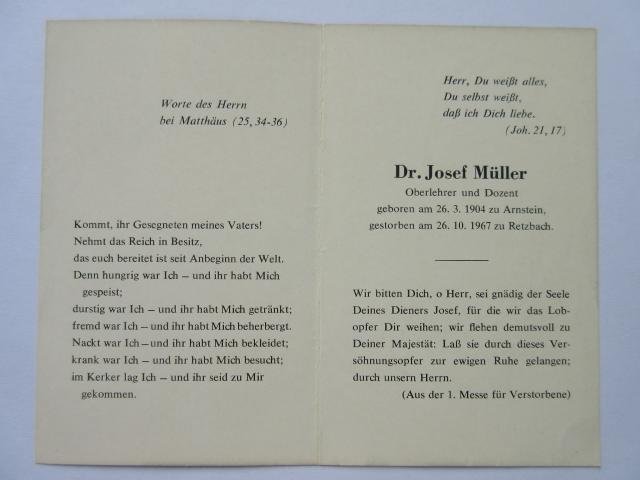 Worte des Herrn
bei Matthäus (25, 34-36)
Kommt, ihr Gesegneten meines Vaters!
Nehmt das Reich in Besitz,
das euch bereitet ist seit Anbeginn der Welt.
Denn hungrig war Ich – und ihr habt Mich
gespeist;
durstig war Ich – und ihr habt Mich getränkt;
fremd war Ich – und ihr habt Mich beherbergt.
Nackt war Ich – und ihr habt Mich bekleidet;
krank war Ich – und ihr habt Mich besucht;
im Kerker lag Ich – und ihr seid zu Mir
gekommen.
Herr, Du weißt alles,
Du selbst weißt,
daß ich Dich liebe.
(Joh. 21, 17)
Dr. Josef Müller
Oberlehrer und Dozent
geboren am 26. 3. 1904 zu Arnstein,
gestorben am 26. 10. 1967 zu Retzbach.
Wir bitten Dich, o Herr, sei gnädig der Seele
Deines Dieners Josef, für die wir das Lob-
opfer Dir weihen; wir flehen demutsvoll zu
Deiner Majestät: Laß sie durch dieses Ver-
söhnungsopfer zur ewigen Ruhe gelangen;
durch unsern Herrn.
(Aus der 1. Messe für Verstorbene)